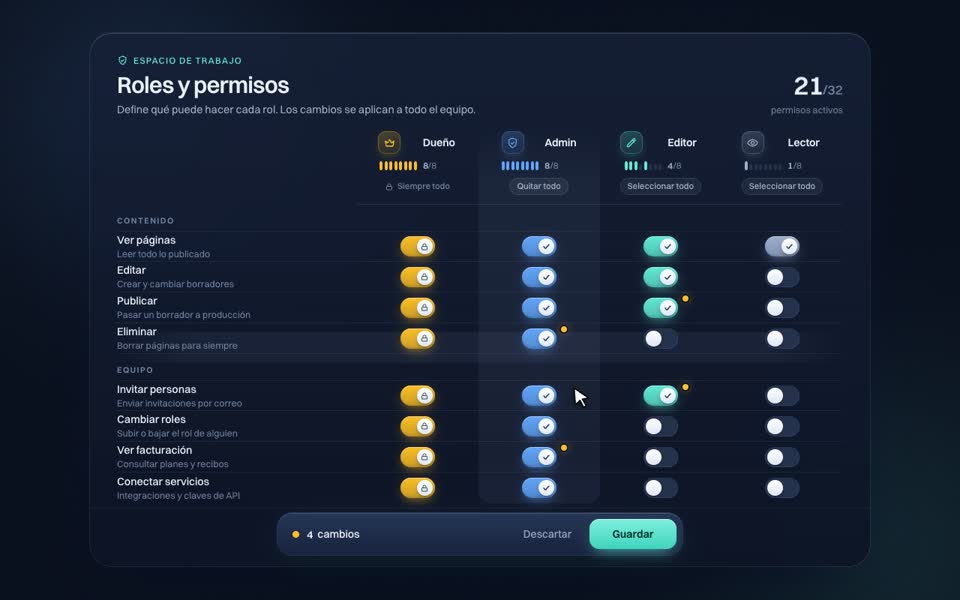 ESPACIO DE TRABAJO
Roles y permisos
Define qué puede hacer cada rol. Los cambios se aplican a todo el equipo.
21/32
permisos activos
Dueño Admin Editor Lector
8/8 8/8 4/8 1/8
Siempre todo Quitar todo Seleccionar todo Seleccionar todo
CONTENIDO
Ver páginas
Leer todo lo publicado
Editar
Crear y cambiar borradores
Publicar
Pasar un borrador a producción
Eliminar
Borrar páginas para siempre
EQUIPO
Invitar personas
Enviar invitaciones por correo
Cambiar roles
Subir o bajar el rol de alguien
Ver facturación
Consultar planes y recibos
Conectar servicios
Integraciones y claves de API
4 cambios Descartar Guardar